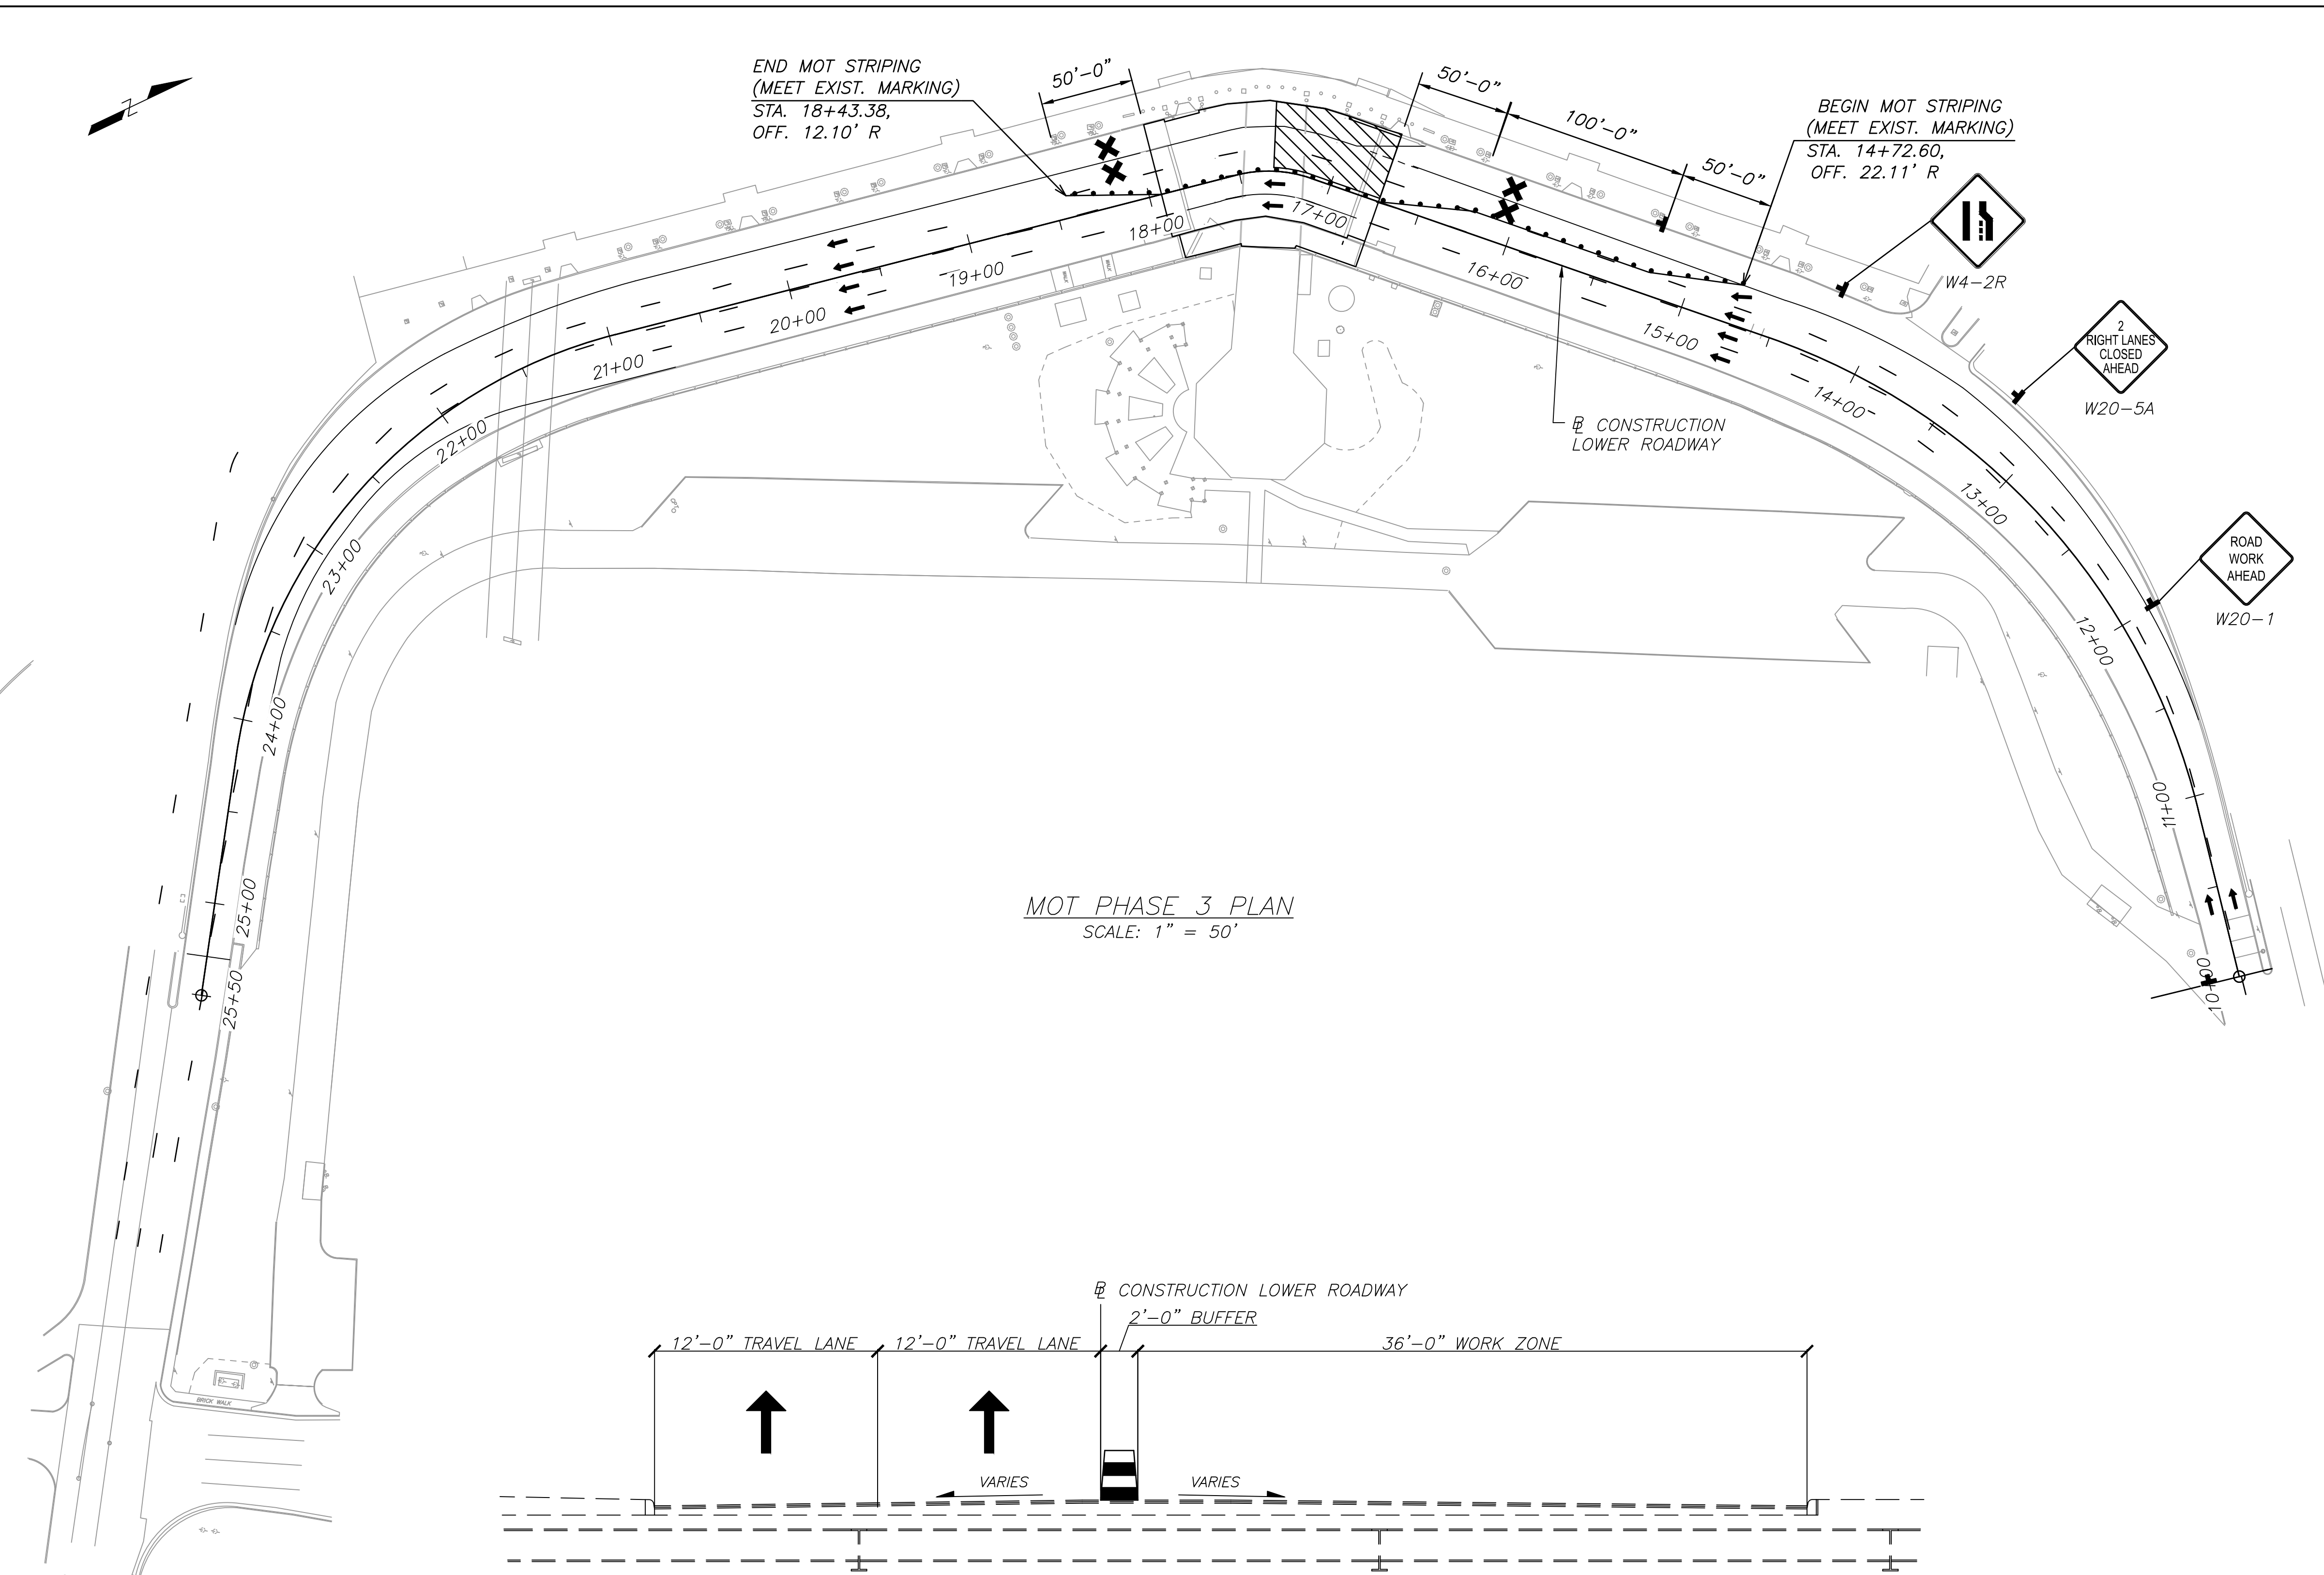 Z
END MOT STRIPING
(MEET EXIST. MARKING)
STA. 18+43.38,
OFF. 12.10' R
50'-0"
50'-0"
100'-0"
50'-0"
BEGIN MOT STRIPING
(MEET EXIST. MARKING)
STA. 14+72.60,
OFF. 22.11' R
W4-2R
2
RIGHT LANES
CLOSED
AHEAD
W20-5A
ROAD
WORK
AHEAD
W20-1
10+00
11+00
12+00
13+00
14+00
15+00
16+00
17+00
18+00
19+00
20+00
21+00
22+00
23+00
24+00
25+00
25+50
WALK
WALK
BL CONSTRUCTION
LOWER ROADWAY
MOT PHASE 3 PLAN
SCALE: 1" = 50'
BRICK WALK
BL CONSTRUCTION LOWER ROADWAY
2'-0" BUFFER
12'-0" TRAVEL LANE
12'-0" TRAVEL LANE
36'-0" WORK ZONE
VARIES
VARIES